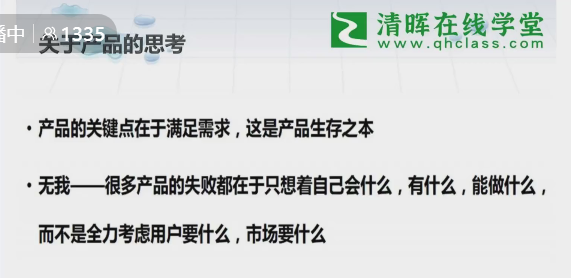 播中 1335
清晖在线学堂
www.qhclass.com
关于产品的思考
• 产品的关键点在于满足需求，这是产品生存之本
• 无我——很多产品的失败都在于只想着自己会什么，有什么，能做什么，
而不是全力考虑用户要什么，市场要什么